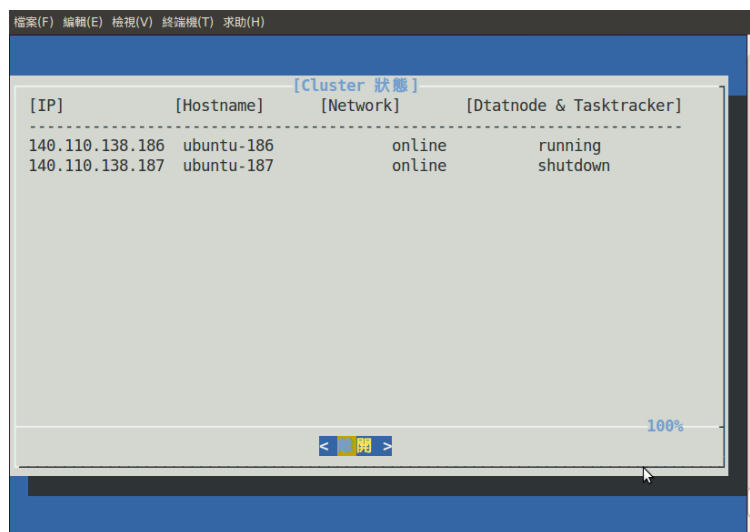 檔案(F) 編輯(E) 檢視(V) 終端機(T) 求助(H)
[Cluster 狀態]
[IP] [Hostname] [Network] [Dtatnode & Tasktracker]
--------------------------------------------------------------------------------
140.110.138.186 ubuntu-186 online running
140.110.138.187 ubuntu-187 online shutdown
100%
< 開 >